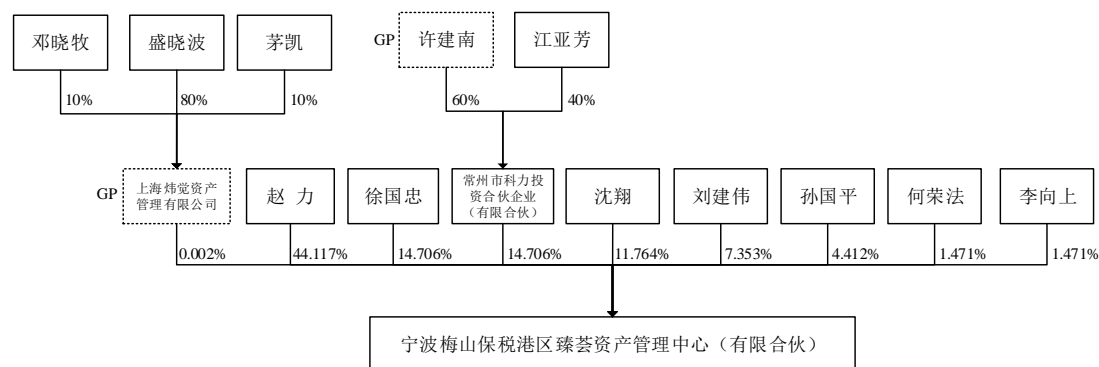 邓晓牧
盛晓波
茅凯
GP
许建南
江亚芳
10%
80%
10%
60%
40%
GP
上海炜觉资产
管理有限公司
赵 力
徐国忠
常州市科力投
资合伙企业
(有限合伙)
沈翔
刘建伟
孙国平
何荣法
李向上
0.002%
44.117%
14.706%
14.706%
11.764%
7.353%
4.412%
1.471%
1.471%
宁波梅山保税港区臻荟资产管理中心（有限合伙）